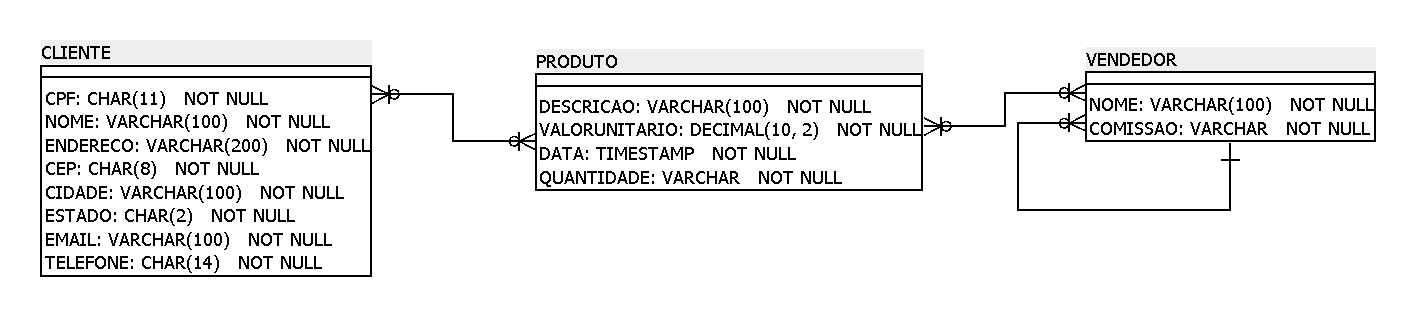 CLIENTE
CPF: CHAR(11) NOT NULL
NOME: VARCHAR(100) NOT NULL
ENDERECO: VARCHAR(200) NOT NULL
CEP: CHAR(8) NOT NULL
CIDADE: VARCHAR(100) NOT NULL
ESTADO: CHAR(2) NOT NULL
EMAIL: VARCHAR(100) NOT NULL
TELEFONE: CHAR(14) NOT NULL
PRODUTO
DESCRICAO: VARCHAR(100) NOT NULL
VALORUNITARIO: DECIMAL(10, 2) NOT NULL
DATA: TIMESTAMP NOT NULL
QUANTIDADE: VARCHAR NOT NULL
VENDEDOR
NOME: VARCHAR(100) NOT NULL
COMISSAO: VARCHAR NOT NULL